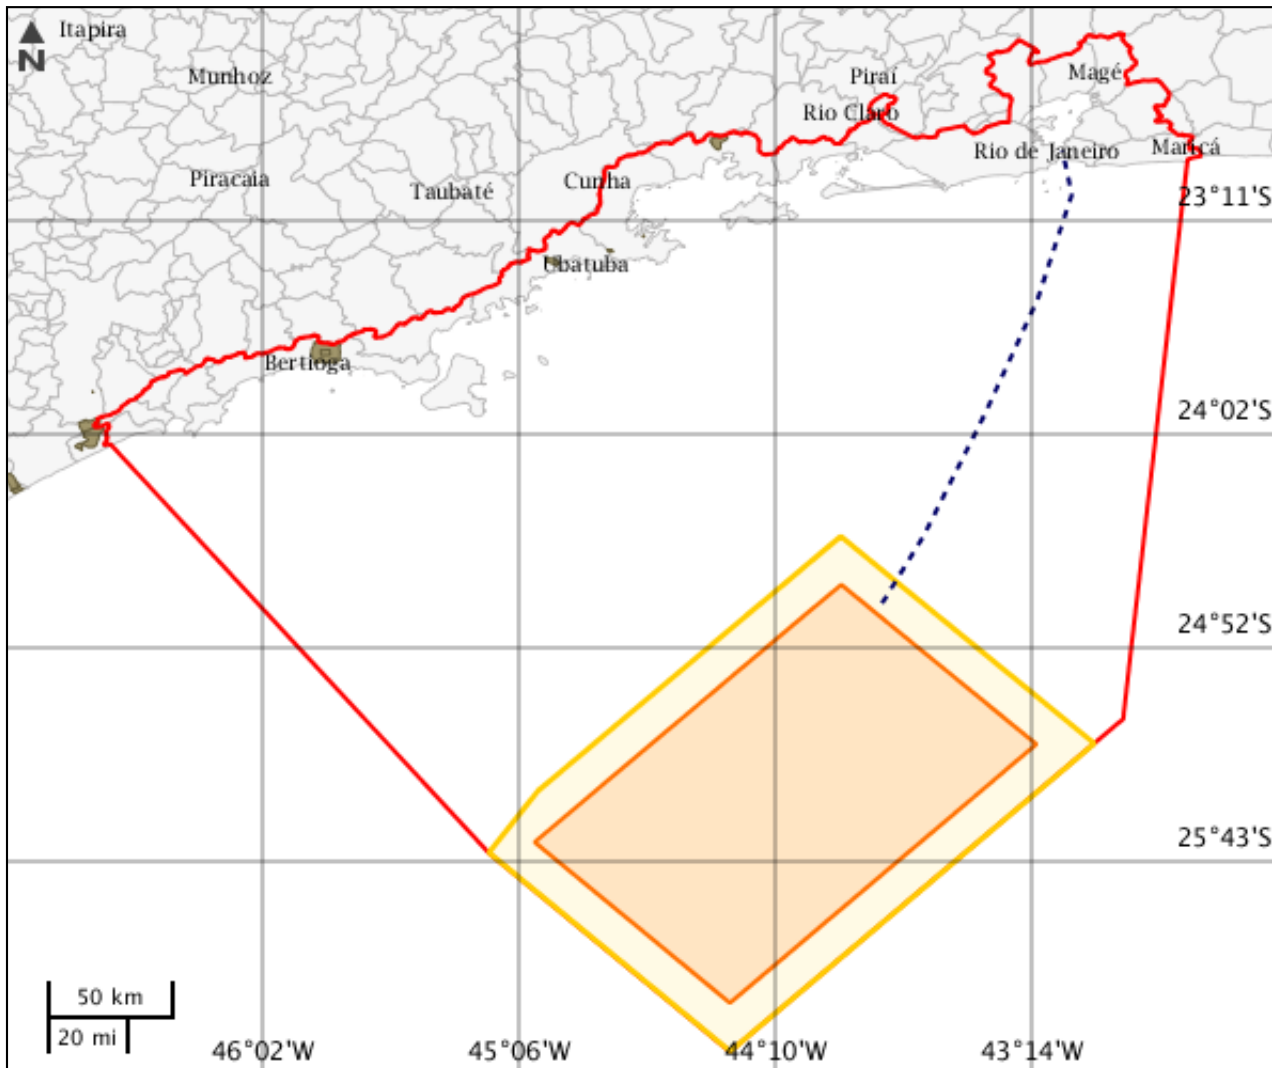 Itapira
N
Munhoz
Piraí
Magé
Rio Claro
Rio de Janeiro
Maricá
Piracaia
Taubaté
Cunha
23°11'S
Ubatuba
Bertioga
24°02'S
24°52'S
25°43'S
50 km
20 mi
46°02'W
45°06'W
44°10'W
43°14'W